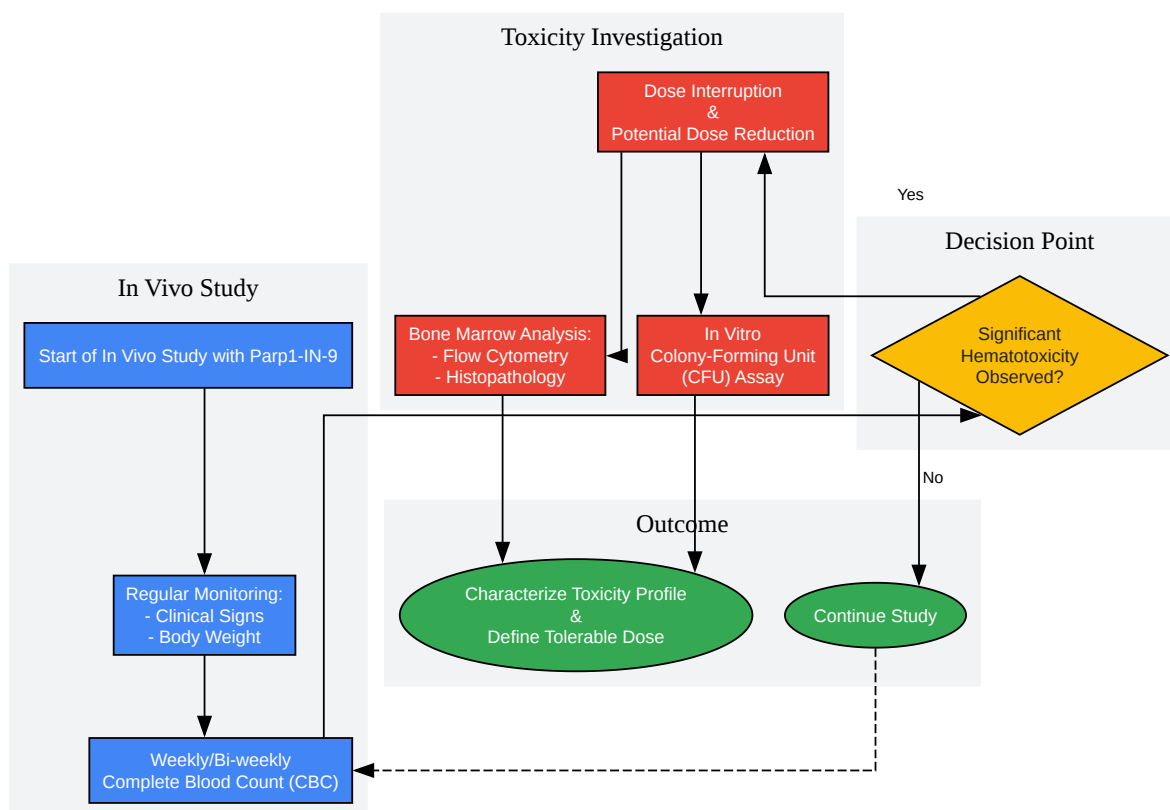 Toxicity Investigation
Dose Interruption
&
Potential Dose Reduction
Yes
Decision Point
In Vivo Study
Start of In Vivo Study with Parp1-IN-9
Bone Marrow Analysis:
- Flow Cytometry
- Histopathology
In Vitro
Colony-Forming Unit
(CFU) Assay
Significant
Hematotoxicity
Observed?
No
Outcome
Regular Monitoring:
- Clinical Signs
- Body Weight
Characterize Toxicity Profile
&
Define Tolerable Dose
Continue Study
Weekly/Bi-weekly
Complete Blood Count (CBC)